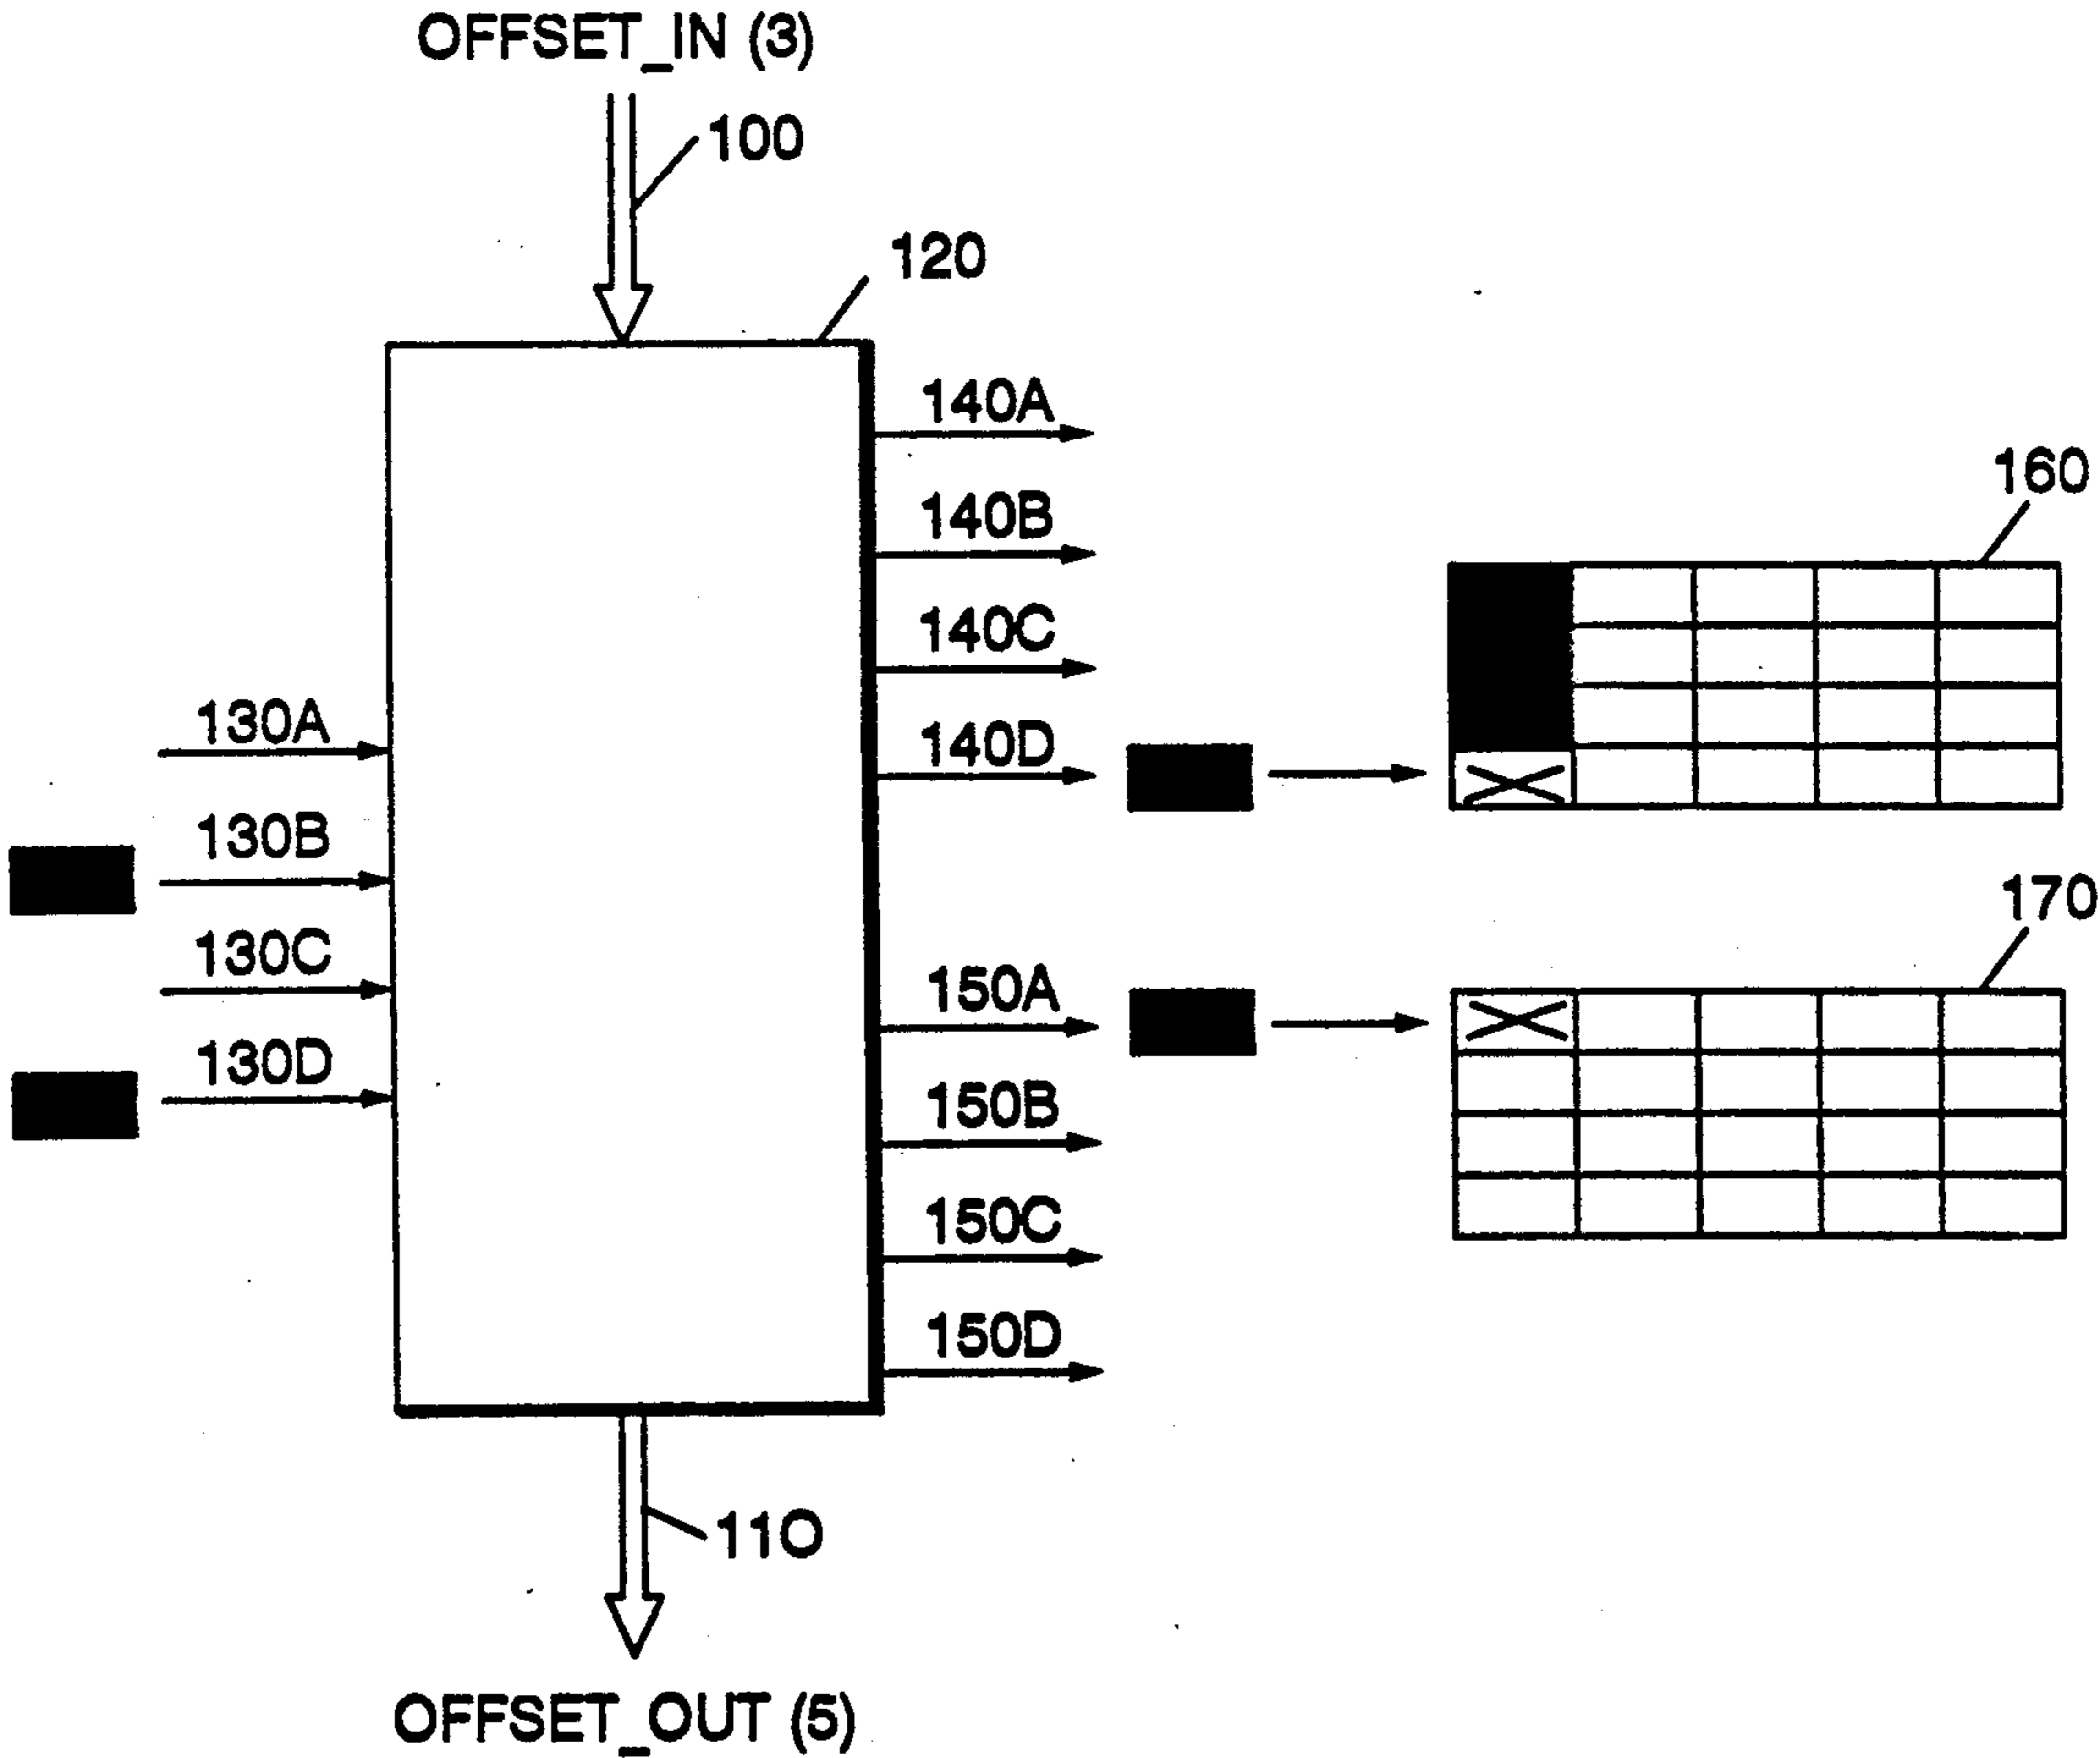 OFFSET_IN (3)
100
120
140A
140B
160
140C
130A
140D
130B
170
130C
150A
130D
150B
150C
150D
110
OFFSET_OUT (5)